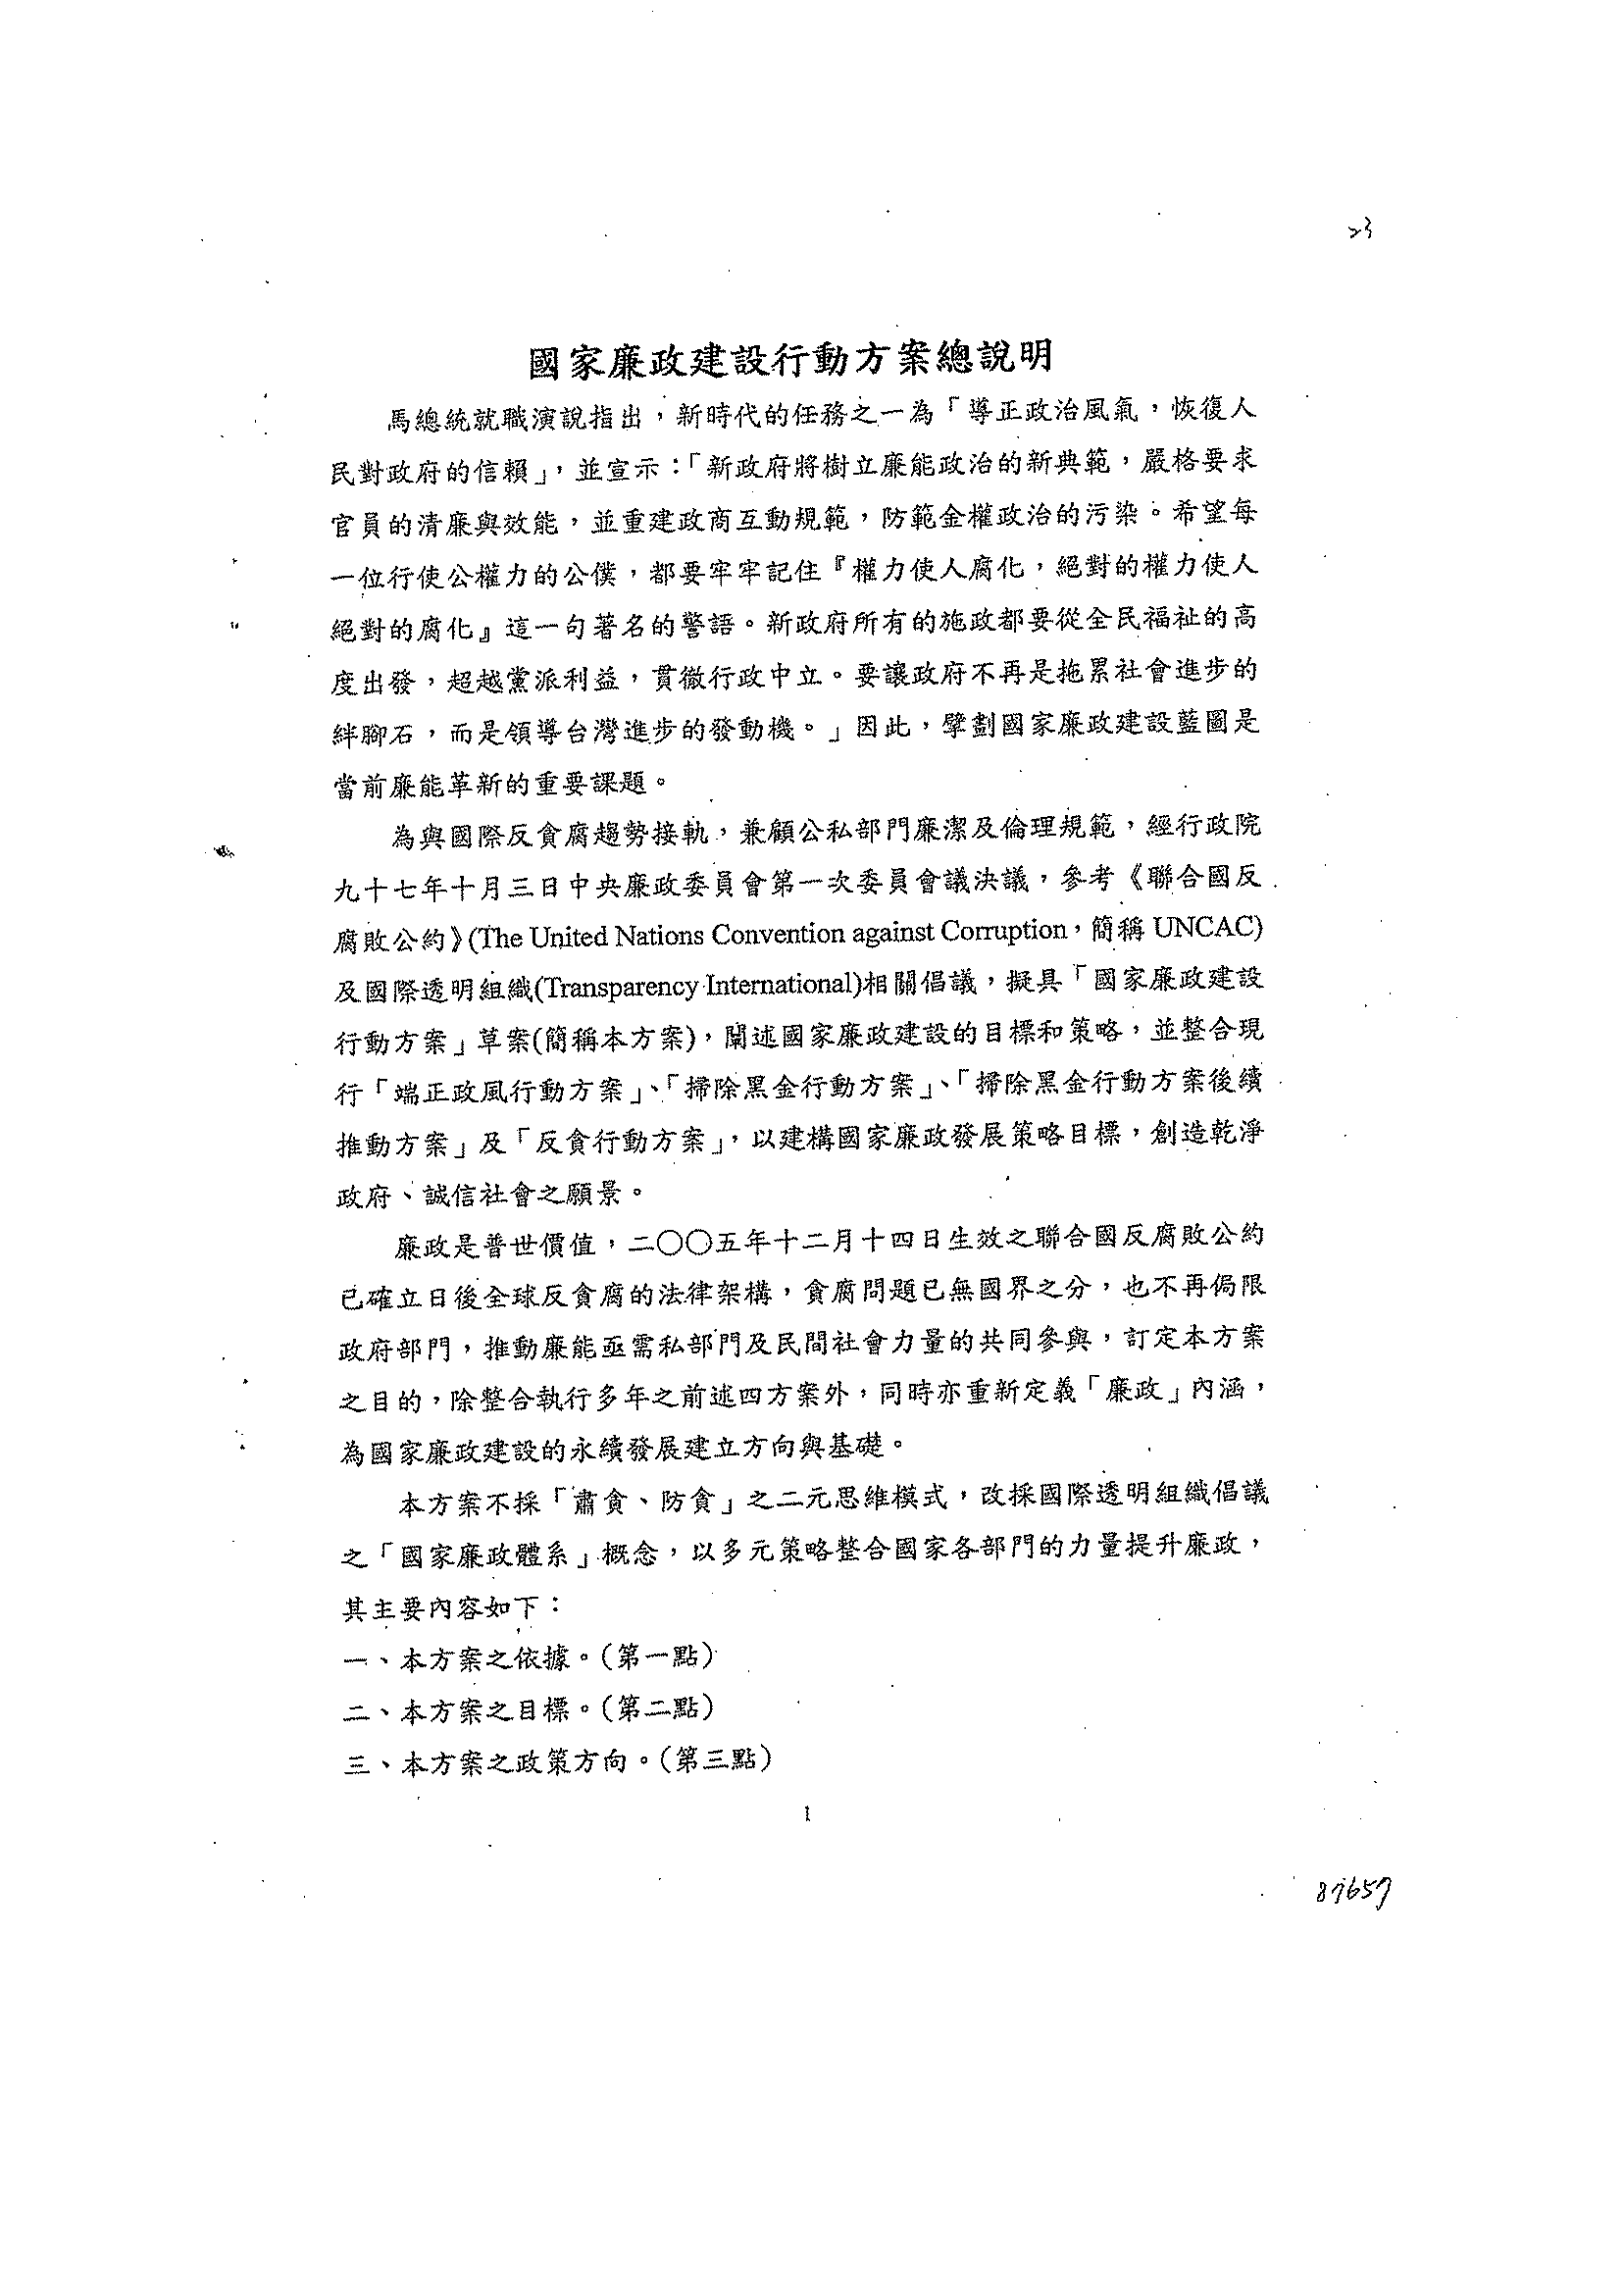 23
國家廉政建設行動方案總說明
馬總統就職演說指出，新時代的任務之一為「導正政治風氣，恢復人
民對政府的信賴」，並宣示：「新政府將樹立廉能政治的新典範，嚴格要求
官員的清廉與效能，並重建政商互動規範，防範金權政治的污染。希望每
一位行使公權力的公僕，都要牢牢記住『權力使人腐化，絕對的權力使人
絕對的腐化』這一句著名的警語。新政府所有的施政都要從全民福祉的高
度出發，超越黨派利益，貫徹行政中立。要讓政府不再是拖累社會進步的
絆腳石，而是領導台灣進步的發動機。」因此，擘劃國家廉政建設藍圖是
當前廉能革新的重要課題。
為與國際反貪腐趨勢接軌，兼顧公私部門廉潔及倫理規範，經行政院
九十七年十月三日中央廉政委員會第一次委員會議決議，參考《聯合國反
腐敗公約》(The United Nations Convention against Corruption，簡稱 UNCAC)
及國際透明組織(Transparency International)相關倡議，擬具「國家廉政建設
行動方案」草案(簡稱本方案)，闡述國家廉政建設的目標和策略，並整合現
行「端正政風行動方案」、「掃除黑金行動方案」、「掃除黑金行動方案後續
推動方案」及「反貪行動方案」，以建構國家廉政發展策略目標，創造乾淨
政府、誠信社會之願景。
廉政是普世價值，二〇〇五年十二月十四日生效之聯合國反腐敗公約
已確立日後全球反貪腐的法律架構，貪腐問題已無國界之分，也不再侷限
政府部門，推動廉能亟需私部門及民間社會力量的共同參與，訂定本方案
之目的，除整合執行多年之前述四方案外，同時亦重新定義「廉政」內涵，
為國家廉政建設的永續發展建立方向與基礎。
本方案不採「肅貪、防貪」之二元思維模式，改採國際透明組織倡議
之「國家廉政體系」概念，以多元策略整合國家各部門的力量提升廉政，
其主要內容如下：
一、本方案之依據。（第一點）
二、本方案之目標。（第二點）
三、本方案之政策方向。（第三點）
1
87657